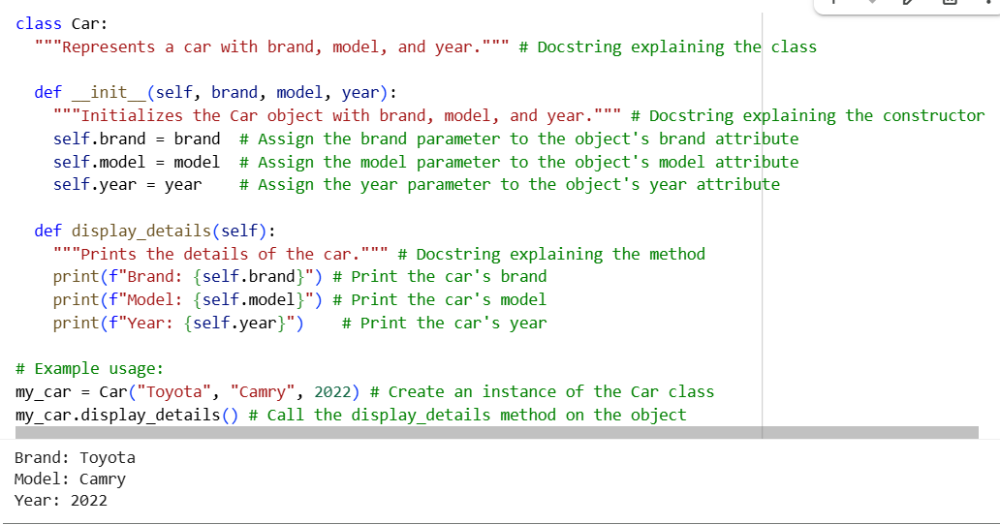 class Car:
  """Represents a car with brand, model, and year.""" # Docstring explaining the class

  def __init__(self, brand, model, year):
    """Initializes the Car object with brand, model, and year.""" # Docstring explaining the constructor
    self.brand = brand  # Assign the brand parameter to the object's brand attribute
    self.model = model  # Assign the model parameter to the object's model attribute
    self.year = year    # Assign the year parameter to the object's year attribute

  def display_details(self):
    """Prints the details of the car.""" # Docstring explaining the method
    print(f"Brand: {self.brand}") # Print the car's brand
    print(f"Model: {self.model}") # Print the car's model
    print(f"Year: {self.year}")    # Print the car's year

# Example usage:
my_car = Car("Toyota", "Camry", 2022) # Create an instance of the Car class
my_car.display_details() # Call the display_details method on the object
Brand: Toyota
Model: Camry
Year: 2022